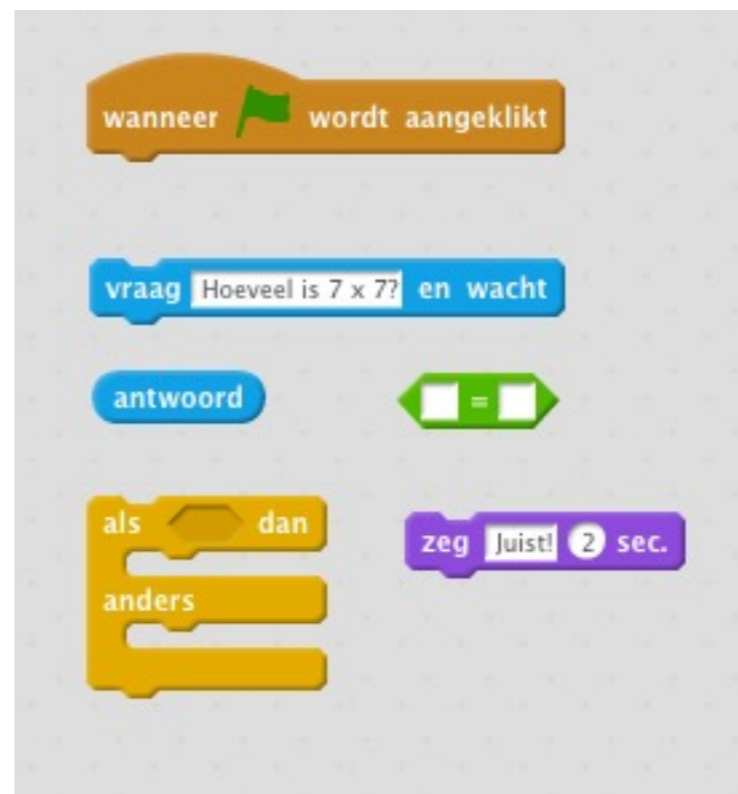 wanneer wordt aangeklikt
vraag Hoeveel is 7 x 7? en wacht
antwoord
=
als dan
anders
zeg Juist! 2 sec.